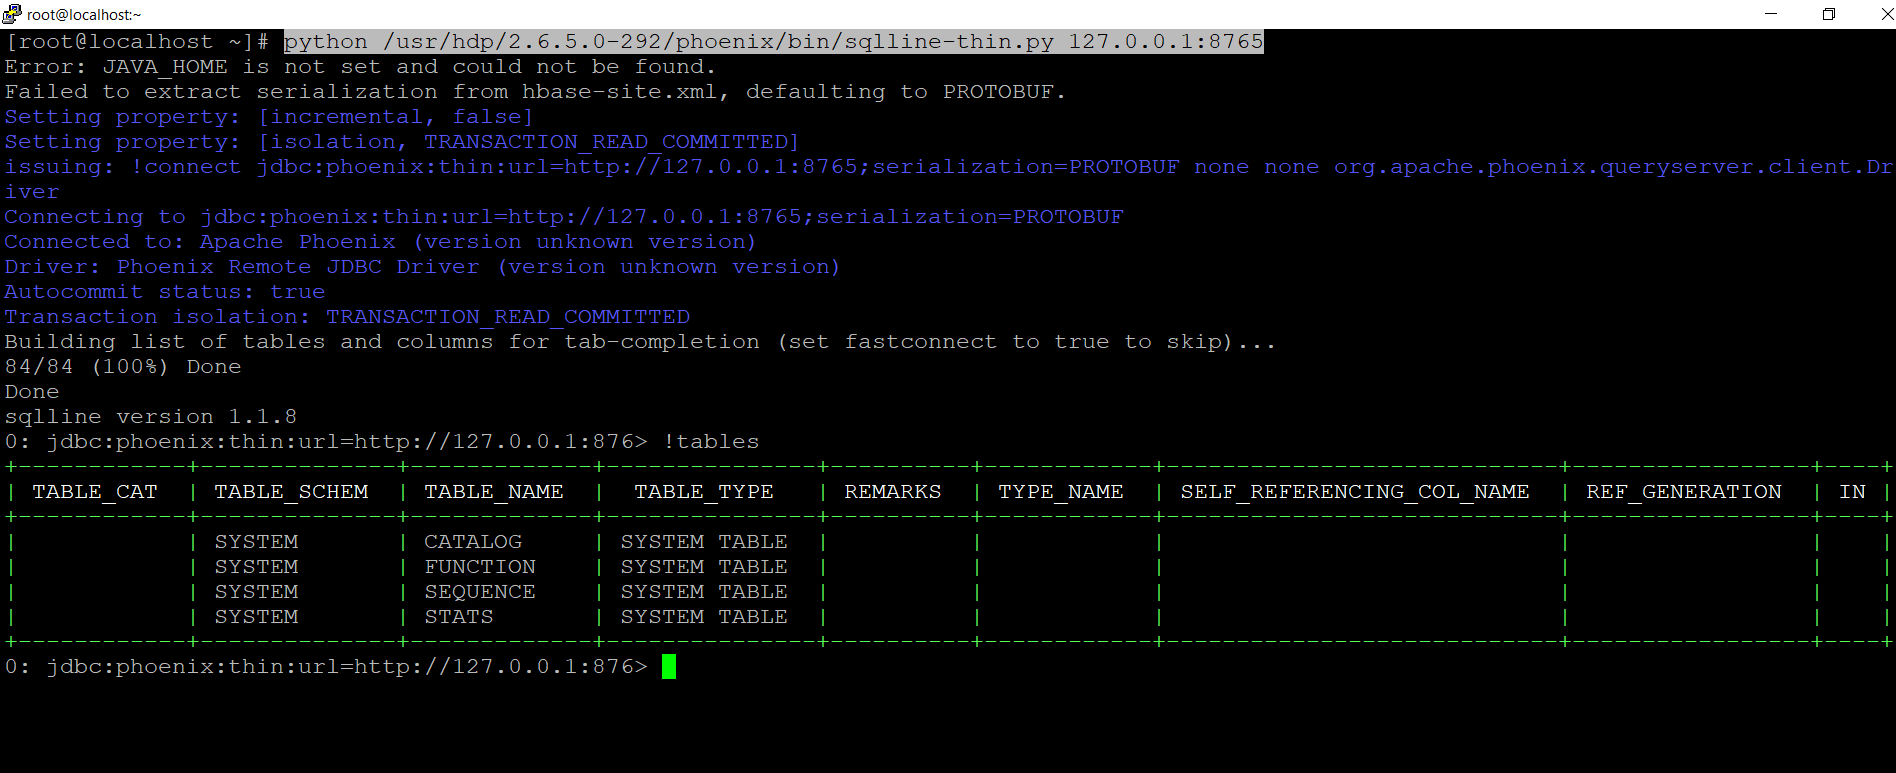 root@localhost:~
[root@localhost ~]# python /usr/hdp/2.6.5.0-292/phoenix/bin/sqlline-thin.py 127.0.0.1:8765
Error: JAVA_HOME is not set and could not be found.
Failed to extract serialization from hbase-site.xml, defaulting to PROTOBUF.
Setting property: [incremental, false]
Setting property: [isolation, TRANSACTION_READ_COMMITTED]
issuing: !connect jdbc:phoenix:thin:url=http://127.0.0.1:8765;serialization=PROTOBUF none none org.apache.phoenix.queryserver.client.Dr
iver
Connecting to jdbc:phoenix:thin:url=http://127.0.0.1:8765;serialization=PROTOBUF
Connected to: Apache Phoenix (version unknown version)
Driver: Phoenix Remote JDBC Driver (version unknown version)
Autocommit status: true
Transaction isolation: TRANSACTION_READ_COMMITTED
Building list of tables and columns for tab-completion (set fastconnect to true to skip)...
84/84 (100%) Done
Done
sqlline version 1.1.8
0: jdbc:phoenix:thin:url=http://127.0.0.1:876> !tables
+------------+--------------+-------------+---------------+----------+------------+----------------------------+-----------------+----+
| TABLE_CAT | TABLE_SCHEM | TABLE_NAME | TABLE_TYPE | REMARKS | TYPE_NAME | SELF_REFERENCING_COL_NAME | REF_GENERATION | IN |
+------------+--------------+-------------+---------------+----------+------------+----------------------------+-----------------+----+
| | SYSTEM | CATALOG | SYSTEM TABLE | | | | | |
| | SYSTEM | FUNCTION | SYSTEM TABLE | | | | | |
| | SYSTEM | SEQUENCE | SYSTEM TABLE | | | | | |
| | SYSTEM | STATS | SYSTEM TABLE | | | | | |
+------------+--------------+-------------+---------------+----------+------------+----------------------------+-----------------+----+
0: jdbc:phoenix:thin:url=http://127.0.0.1:876>